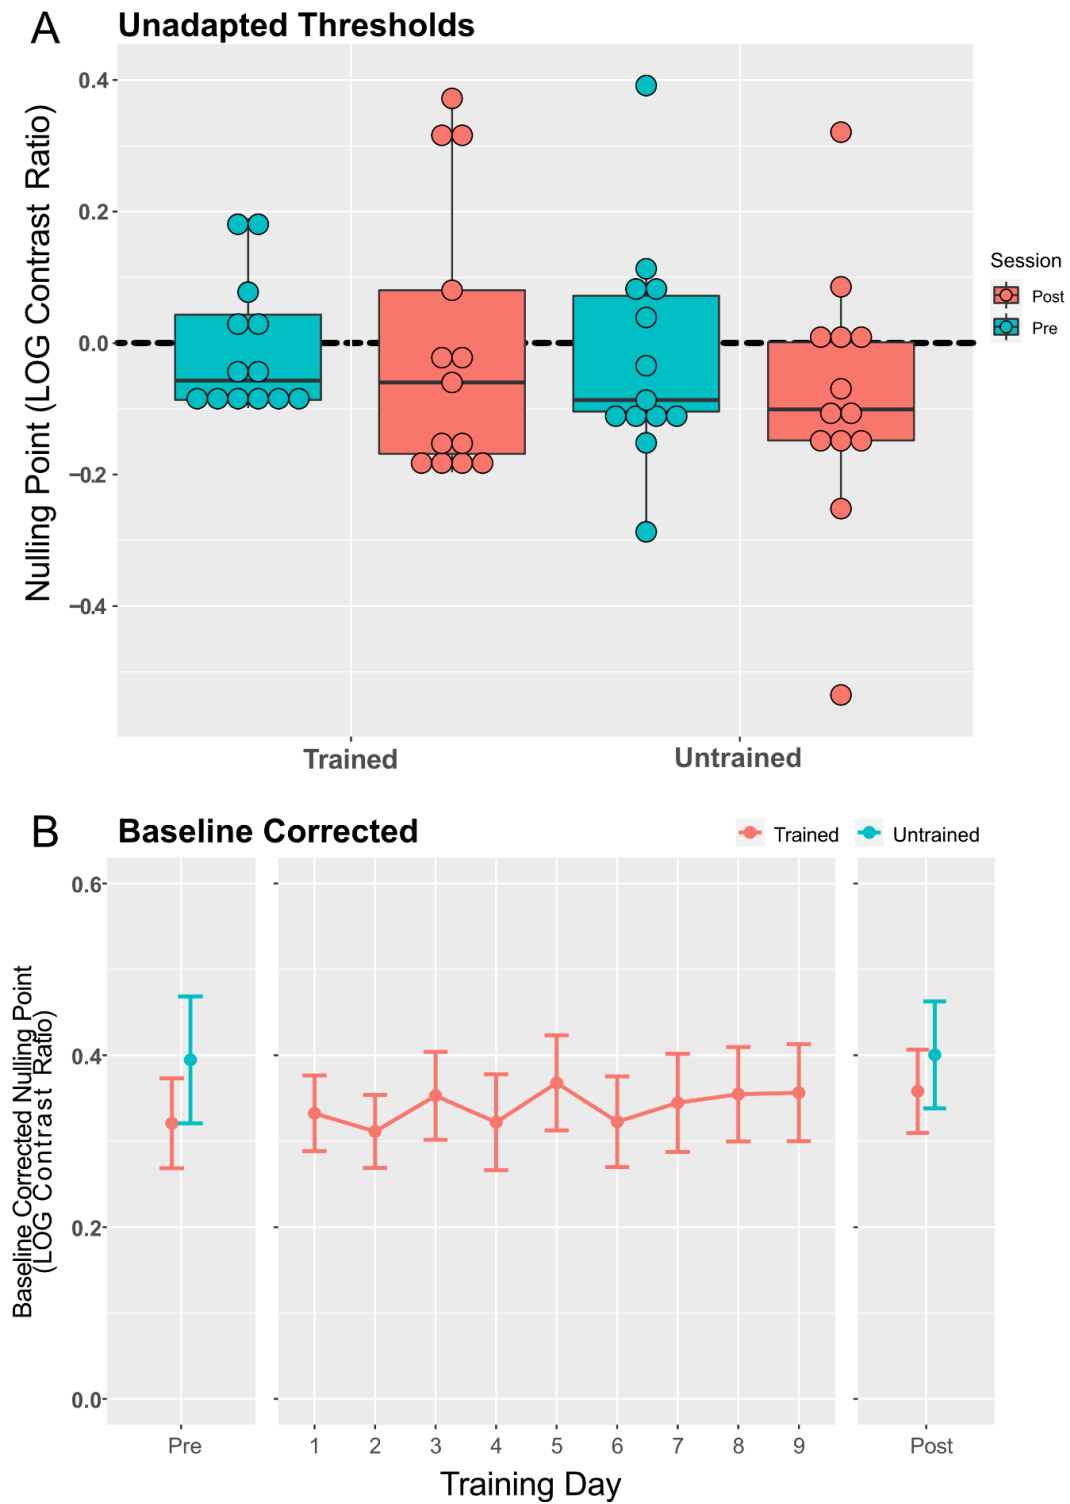 A
Unadapted Thresholds
Nulling Point (LOG Contrast Ratio)
0.4
0.2
0.0
−0.2
−0.4
Trained
Untrained
Session
Post
Pre
B
Baseline Corrected
Trained
Untrained
Baseline Corrected Nulling Point
(LOG Contrast Ratio)
0.6
0.4
0.2
0.0
Pre
1 2 3 4 5 6 7 8 9
Post
Training Day